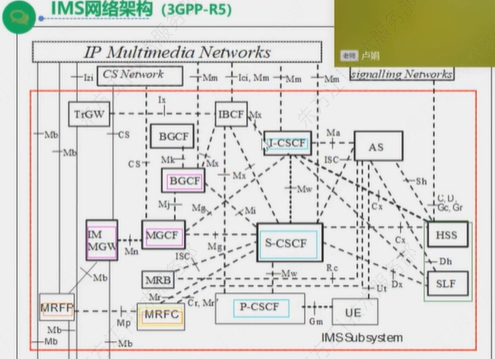 IMS网络架构（3GPP-R5）
老师 卢娟
IP Multimedia Networks
CS Network
signalling Networks
Izi
Mm
Ici, Mm
Mm
Mm
Ix
TrGW
IBCF
Mx
Mb
Mb
CS
BGCF
I-CSCF
Ma
AS
ISC
Mk
Mx
CS
BGCF
Mx
Mw
Cx
Sh
C, D,
Gc, Gr
Mj
Mg
Mi
IM
MGW
MGCF
Mn
Mg
S-CSCF
Cx
HSS
ISC
Mb
MRB
Mw
Rc
Dx
Dh
SLF
Mr
Cr, Mr
Ut
MRFP
Mb
Mp
MRFC
P-CSCF
Gm
UE
Mb
Mb
IMS Subsystem